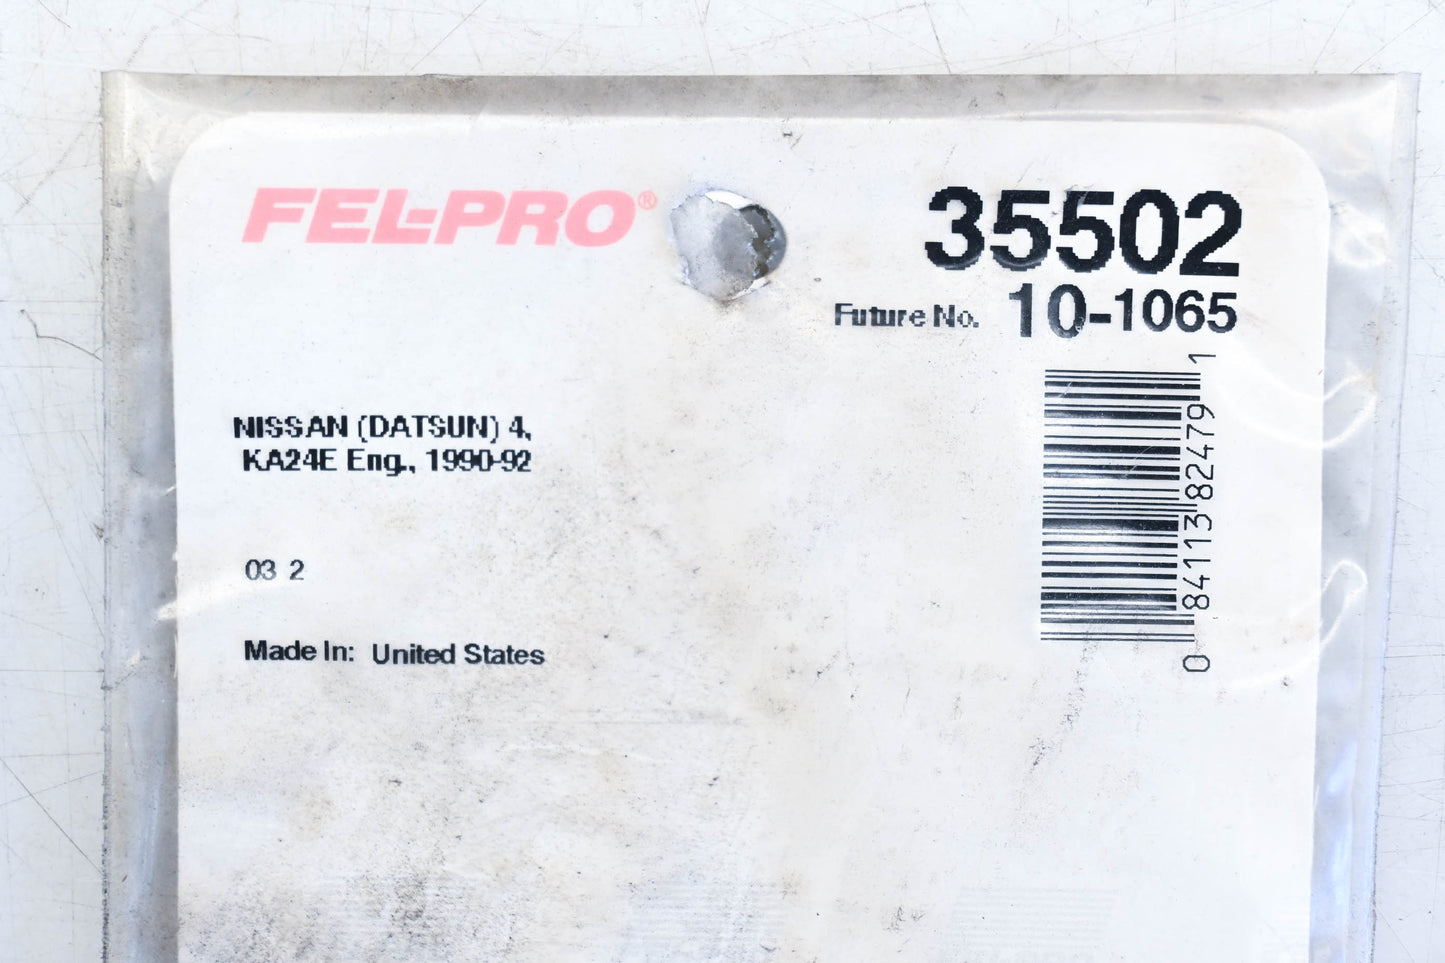 FEL-PRO®
35502
Future No. 10-1065
NISSAN (DATSUN) 4,
KA24E Eng., 1990-92
03 2
Made In: United States
0 84113 82479 1